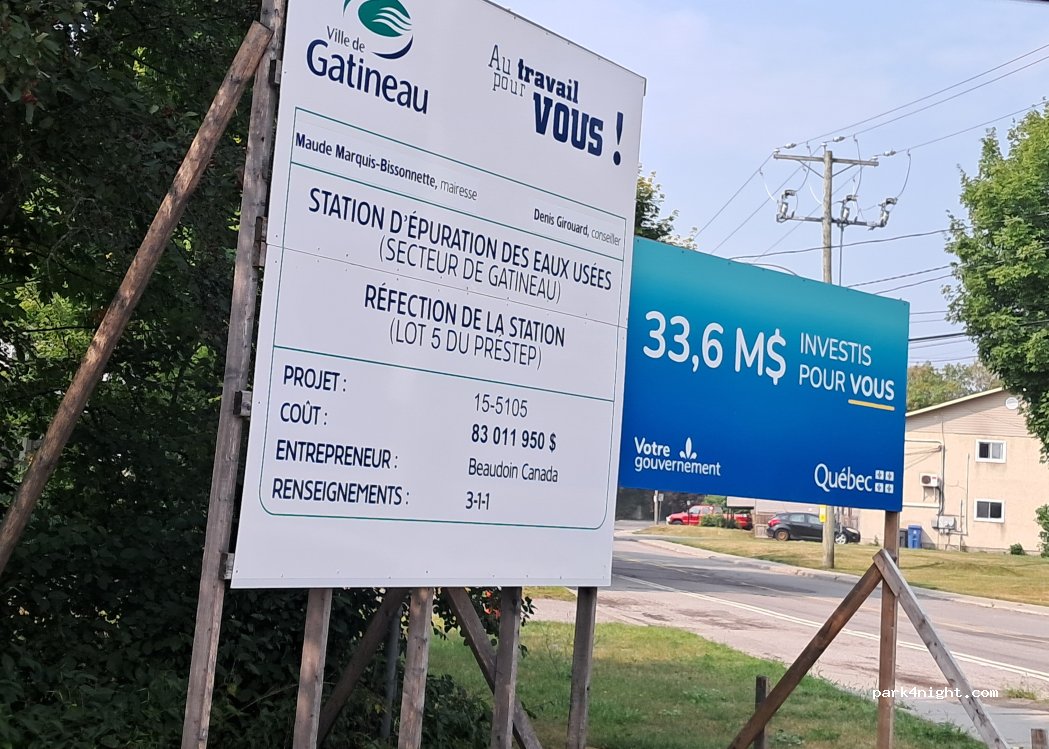 Ville de
Gatineau
Au travail
pour VOUS !
Maude Marquis-Bissonnette, mairesse
Denis Girouard, conseiller
STATION D'ÉPURATION DES EAUX USÉES
(SECTEUR DE GATINEAU)
RÉFECTION DE LA STATION
(LOT 5 DU PRESTEP)
PROJET : 15-5105
COÛT : 83 011 950 $
ENTREPRENEUR : Beaudoin Canada
RENSEIGNEMENTS : 3-1-1
33,6 M$ INVESTIS
POUR VOUS
Votre
gouvernement
Québec
park4night.com